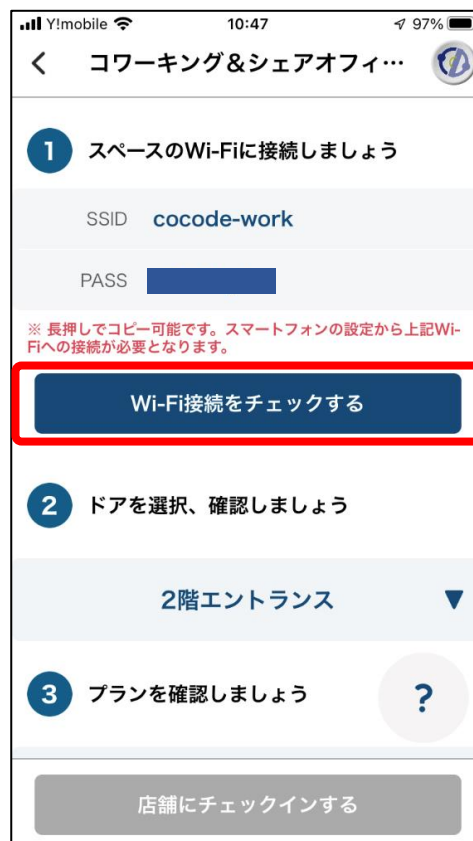 Y!mobile 10:47 97%
コワーキング＆シェアオフィ…
1 スペースのWi-Fiに接続しましょう
SSID cocode-work
PASS
※ 長押しでコピー可能です。スマートフォンの設定から上記Wi-
Fiへの接続が必要となります。
Wi-Fi接続をチェックする
2 ドアを選択、確認しましょう
2階エントランス ▼
3 プランを確認しましょう ?
店舗にチェックインする